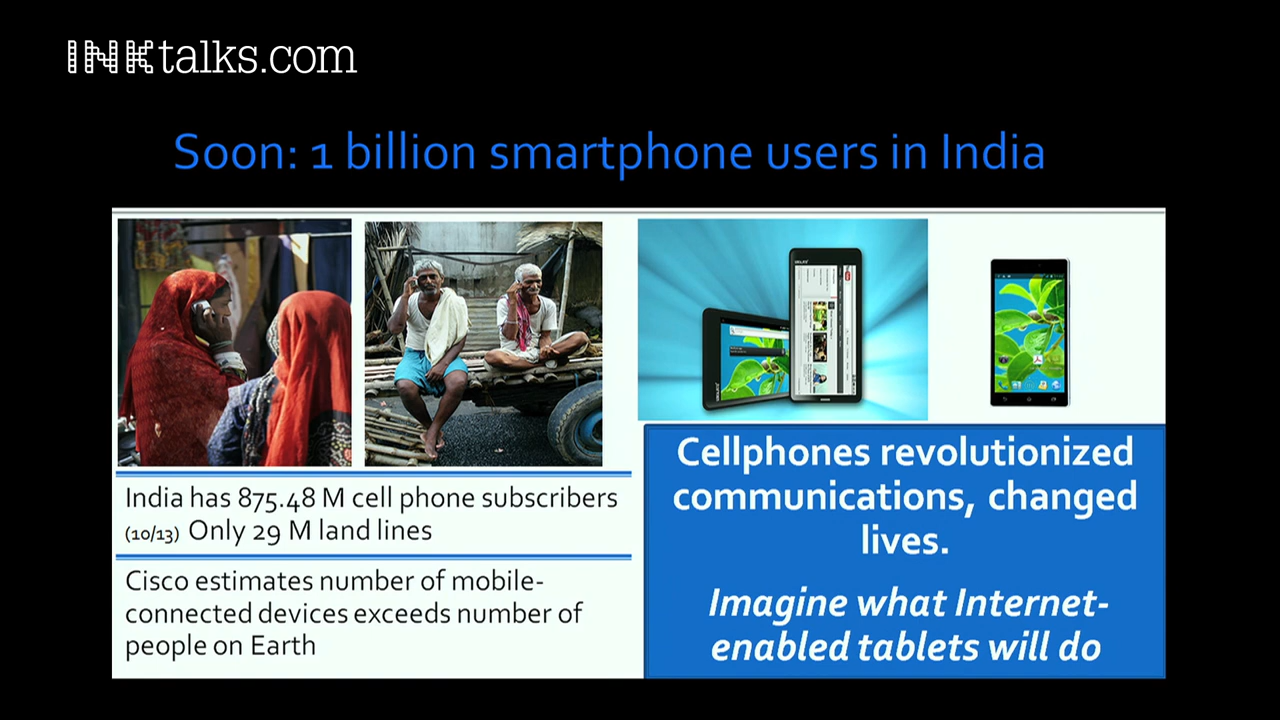 INKtalks.com
Soon: 1 billion smartphone users in India
India has 875.48 M cell phone subscribers
(10/13) Only 29 M land lines
Cisco estimates number of mobile-
connected devices exceeds number of
people on Earth
Cellphones revolutionized
communications, changed
lives.
Imagine what Internet-
enabled tablets will do